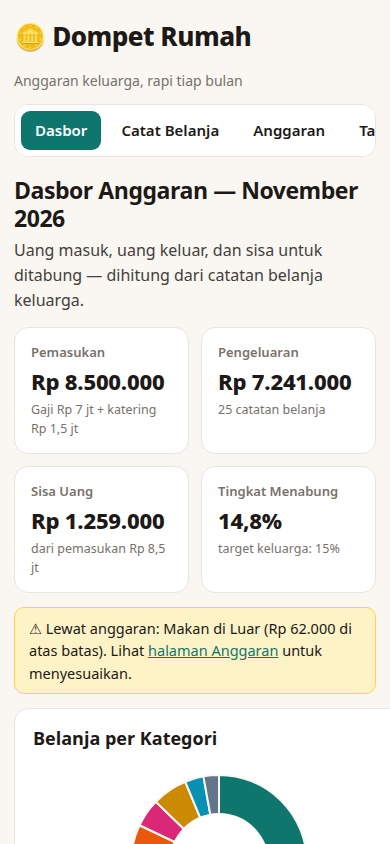 Dompet Rumah
Anggaran keluarga, rapi tiap bulan
Dasbor Catat Belanja Anggaran Ta
Dasbor Anggaran — November
2026
Uang masuk, uang keluar, dan sisa untuk
ditabung — dihitung dari catatan belanja
keluarga.
Pemasukan
Rp 8.500.000
Gaji Rp 7 jt + katering
Rp 1,5 jt
Pengeluaran
Rp 7.241.000
25 catatan belanja
Sisa Uang
Rp 1.259.000
dari pemasukan Rp 8,5
jt
Tingkat Menabung
14,8%
target keluarga: 15%
⚠ Lewat anggaran: Makan di Luar (Rp 62.000 di
atas batas). Lihat halaman Anggaran untuk
menyesuaikan.
Belanja per Kategori